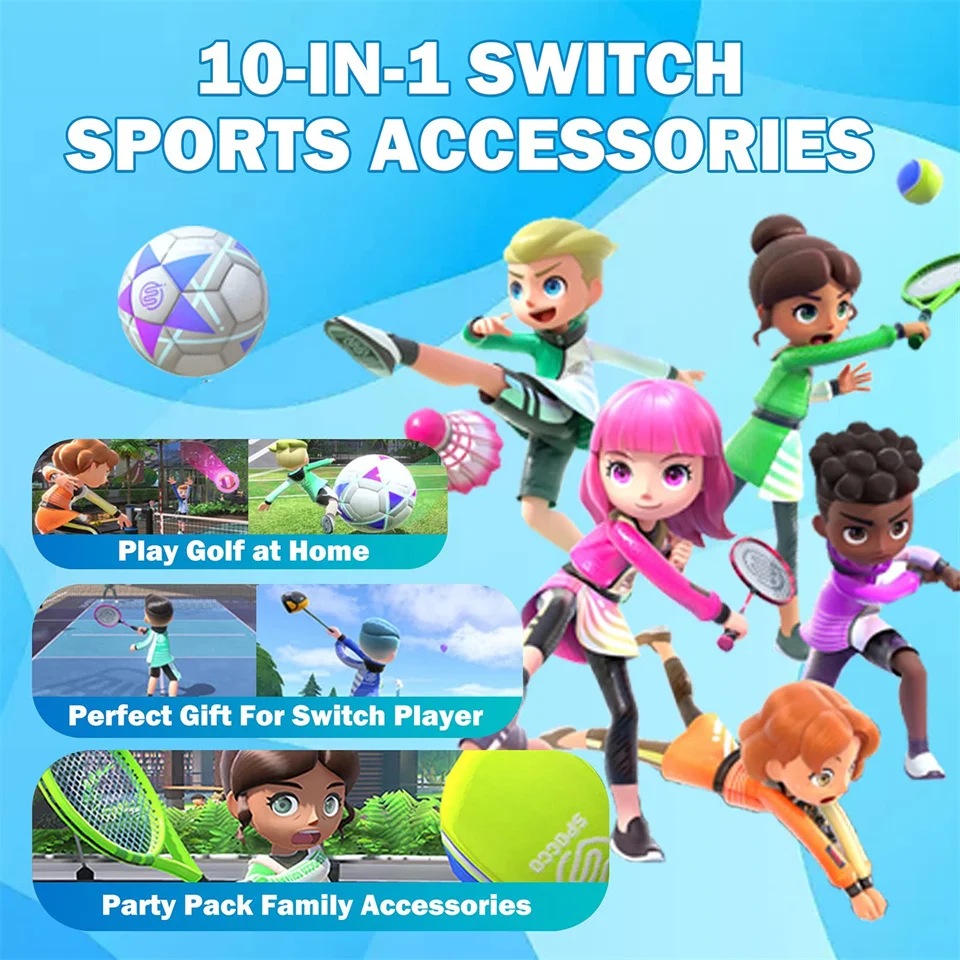 10-IN-1 SWITCH
SPORTS ACCESSORIES
Play Golf at Home
Perfect Gift For Switch Player
SPOCCO
Party Pack Family Accessories